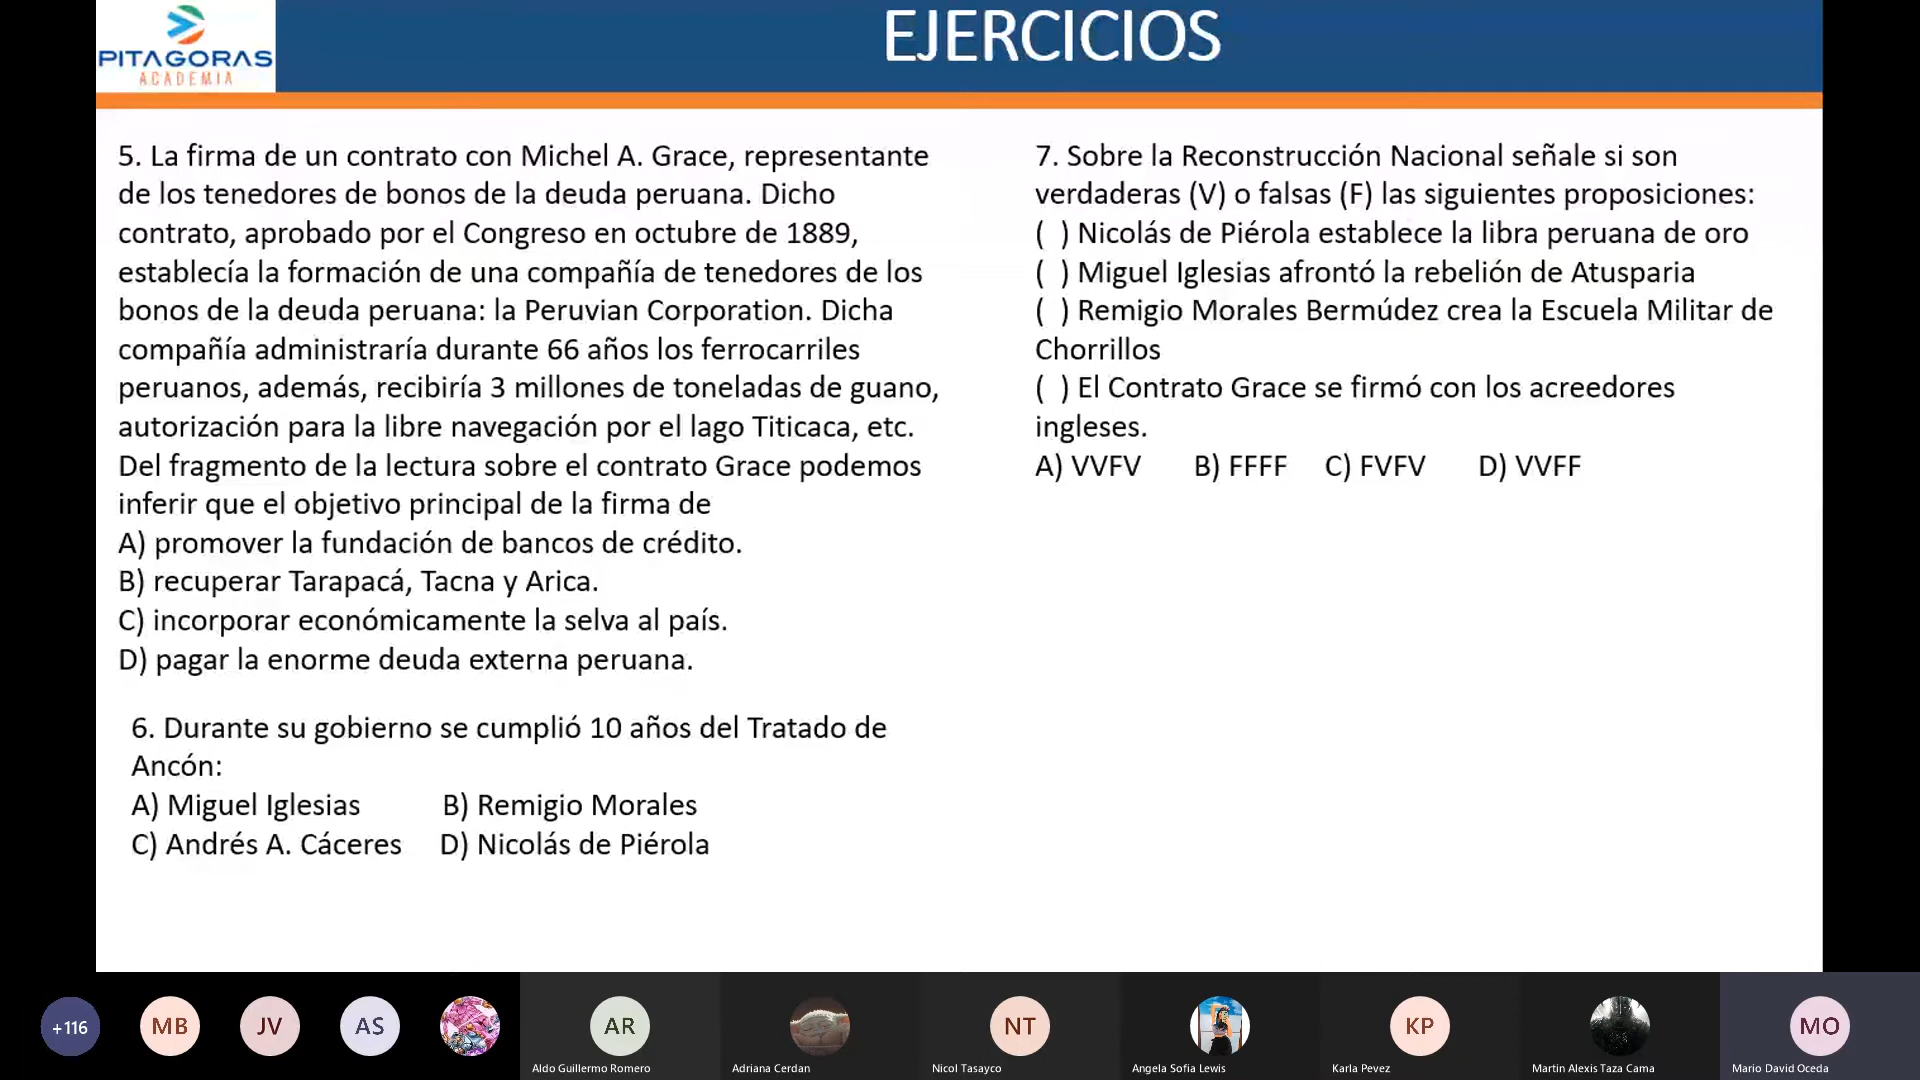 PITAGORAS
ACADEMIA
EJERCICIOS
5. La firma de un contrato con Michel A. Grace, representante
de los tenedores de bonos de la deuda peruana. Dicho
contrato, aprobado por el Congreso en octubre de 1889,
establecía la formación de una compañía de tenedores de los
bonos de la deuda peruana: la Peruvian Corporation. Dicha
compañía administraría durante 66 años los ferrocarriles
peruanos, además, recibiría 3 millones de toneladas de guano,
autorización para la libre navegación por el lago Titicaca, etc.
Del fragmento de la lectura sobre el contrato Grace podemos
inferir que el objetivo principal de la firma de
A) promover la fundación de bancos de crédito.
B) recuperar Tarapacá, Tacna y Arica.
C) incorporar económicamente la selva al país.
D) pagar la enorme deuda externa peruana.
6. Durante su gobierno se cumplió 10 años del Tratado de
Ancón:
A) Miguel Iglesias B) Remigio Morales
C) Andrés A. Cáceres D) Nicolás de Piérola
7. Sobre la Reconstrucción Nacional señale si son
verdaderas (V) o falsas (F) las siguientes proposiciones:
( ) Nicolás de Piérola establece la libra peruana de oro
( ) Miguel Iglesias afrontó la rebelión de Atusparia
( ) Remigio Morales Bermúdez crea la Escuela Militar de
Chorrillos
( ) El Contrato Grace se firmó con los acreedores
ingleses.
A) VVFV B) FFFF C) FVFV D) VVFF
+116 MB JV AS AR NT KP MO
Aldo Guillermo Romero Adriana Cerdan Nicol Tasayco Angela Sofia Lewis Karla Pevez Martin Alexis Taza Cama Mario David Oceda